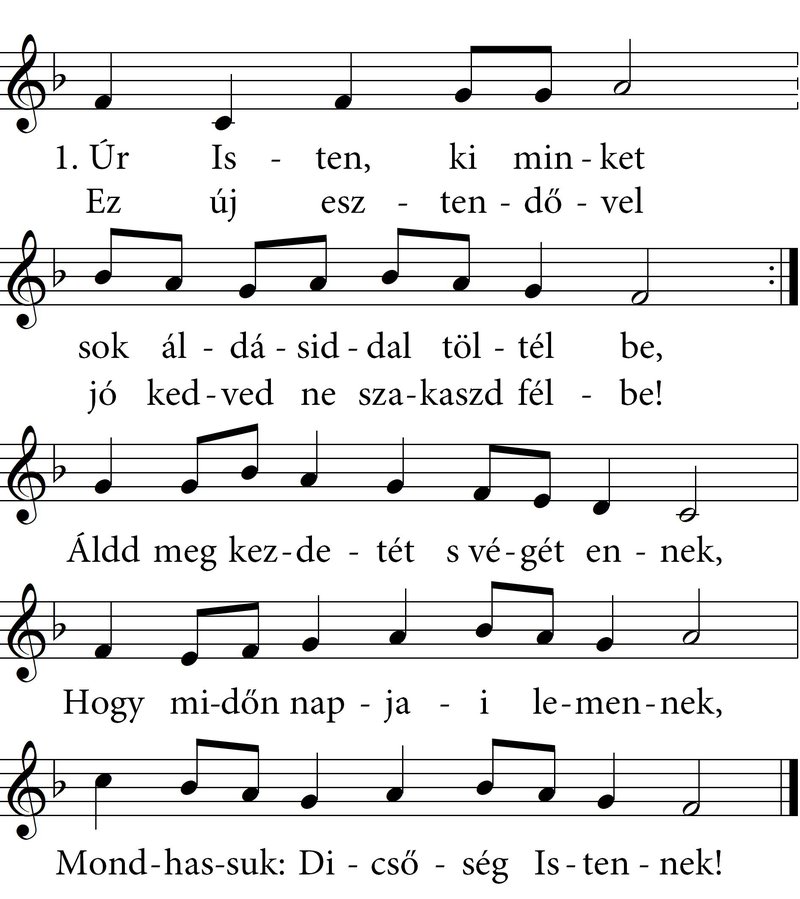 1. Úr Is - ten, ki min - ket
Ez új esz - ten - dő - vel
sok ál - dá - sid - dal töl - tél be,
jó ked - ved ne sza - kaszd fél - be!
Áldd meg kez - de - tét s vé - gét en - nek,
Hogy mi - dőn nap - ja - i le - men - nek,
Mond - has - suk: Di - cső - ség Is - ten - nek!